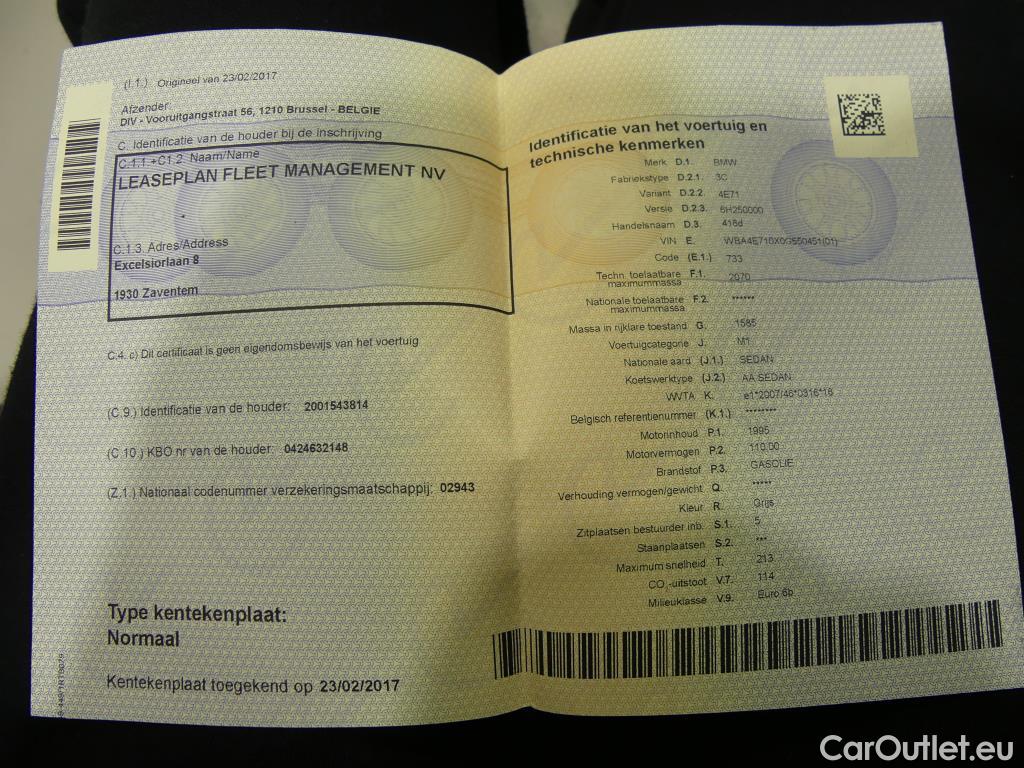 (I.1.) Origineel van 23/02/2017
Afzender:
DIV - Vooruitgangstraat 56, 1210 Brussel - BELGIE
C. Identificatie van de houder bij de inschrijving
C.1.1.+C1.2. Naam/Name
LEASEPLAN FLEET MANAGEMENT NV
C.1.3. Adres/Address
Excelsiorlaan 8
1930 Zaventem
C.4. c) Dit certificaat is geen eigendomsbewijs van het voertuig
(C.9.) Identificatie van de houder: 2001543814
(C.10.) KBO nr van de houder: 0424632148
(Z.1.) Nationaal codenummer verzekeringsmaatschappij: 02943
Type kentekenplaat:
Normaal
Kentekenplaat toegekend op 23/02/2017
Identificatie van het voertuig en
technische kenmerken
Merk D.1. BMW
Fabriekstype D.2.1. 3C
Variant D.2.2. 4E71
Versie D.2.3. 6H250000
Handelsnaam D.3. 418d
VIN E. WBA4E710X0G550451(01)
Code (E.1.) 733
Techn. toelaatbare F.1. 2070
maximummassa
Nationale toelaatbare F.2. ******
maximummassa
Massa in rijklare toestand G. 1585
Voertuigcategorie J. M1
Nationale aard (J.1.) SEDAN
Koetswerktype (J.2.) AA SEDAN
WVTA K. e1*2007/46*0316*16
Belgisch referentienummer (K.1.) ********
Motorinhoud P.1. 1995
Motorvermogen P.2. 110.00
Brandstof P.3. GASOLIE
Verhouding vermogen/gewicht Q. *****
Kleur R. Grijs
Zitplaatsen bestuurder inb. S.1. 5
Staanplaatsen S.2. ***
Maximum snelheid T. 213
CO₂-uitstoot V.7. 114
Milieuklasse V.9. Euro 6b
CarOutlet.eu